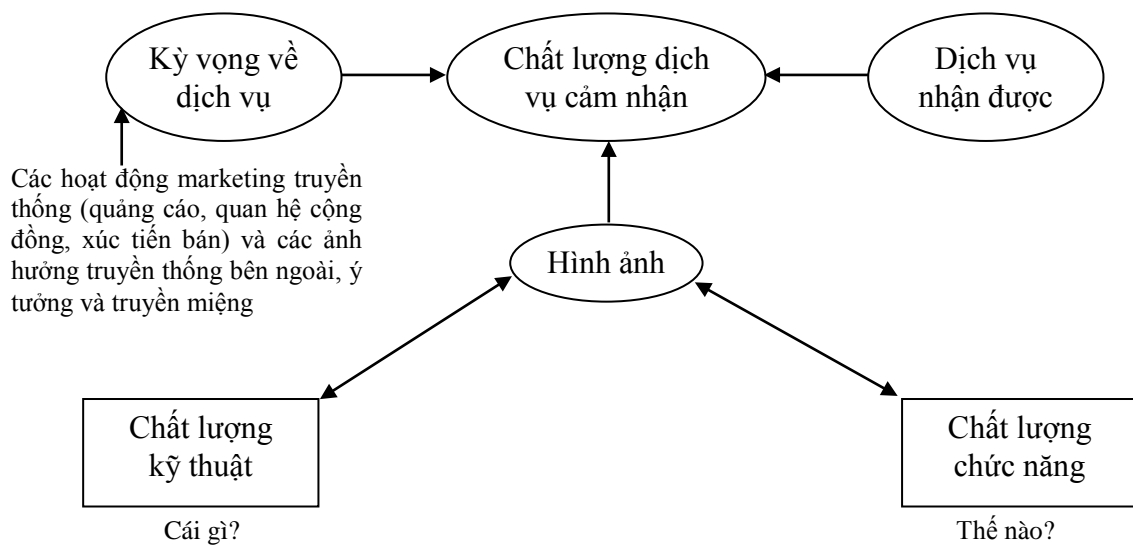 Kỳ vọng về
dịch vụ
Chất lượng dịch
vụ cảm nhận
Dịch vụ
nhận được
Các hoạt động marketing truyền
thống (quảng cáo, quan hệ cộng
đồng, xúc tiến bán) và các ảnh
hưởng truyền thống bên ngoài, ý
tưởng và truyền miệng
Hình ảnh
Chất lượng
kỹ thuật
Chất lượng
chức năng
Cái gì?
Thế nào?